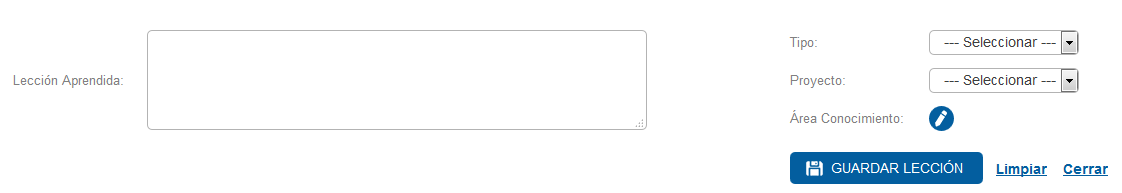 Lección Aprendida:
Tipo:
--- Seleccionar ---
Proyecto:
--- Seleccionar ---
Área Conocimiento:
GUARDAR LECCIÓN
Limpiar
Cerrar